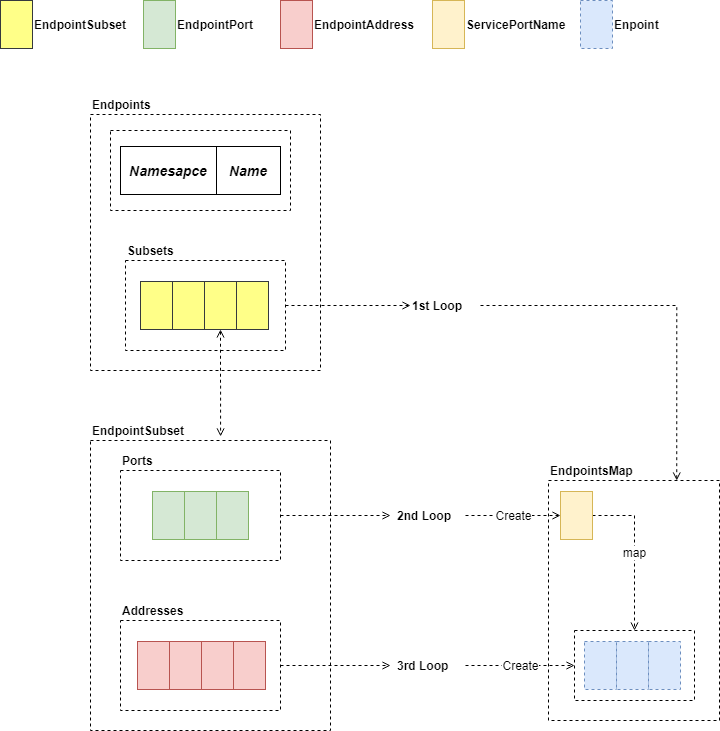 EndpointSubset
EndpointPort
EndpointAddress
ServicePortName
Enpoint
Endpoints
Namesapce
Name
Subsets
1st Loop
EndpointSubset
Ports
EndpointsMap
2nd Loop
Create
map
Addresses
3rd Loop
Create